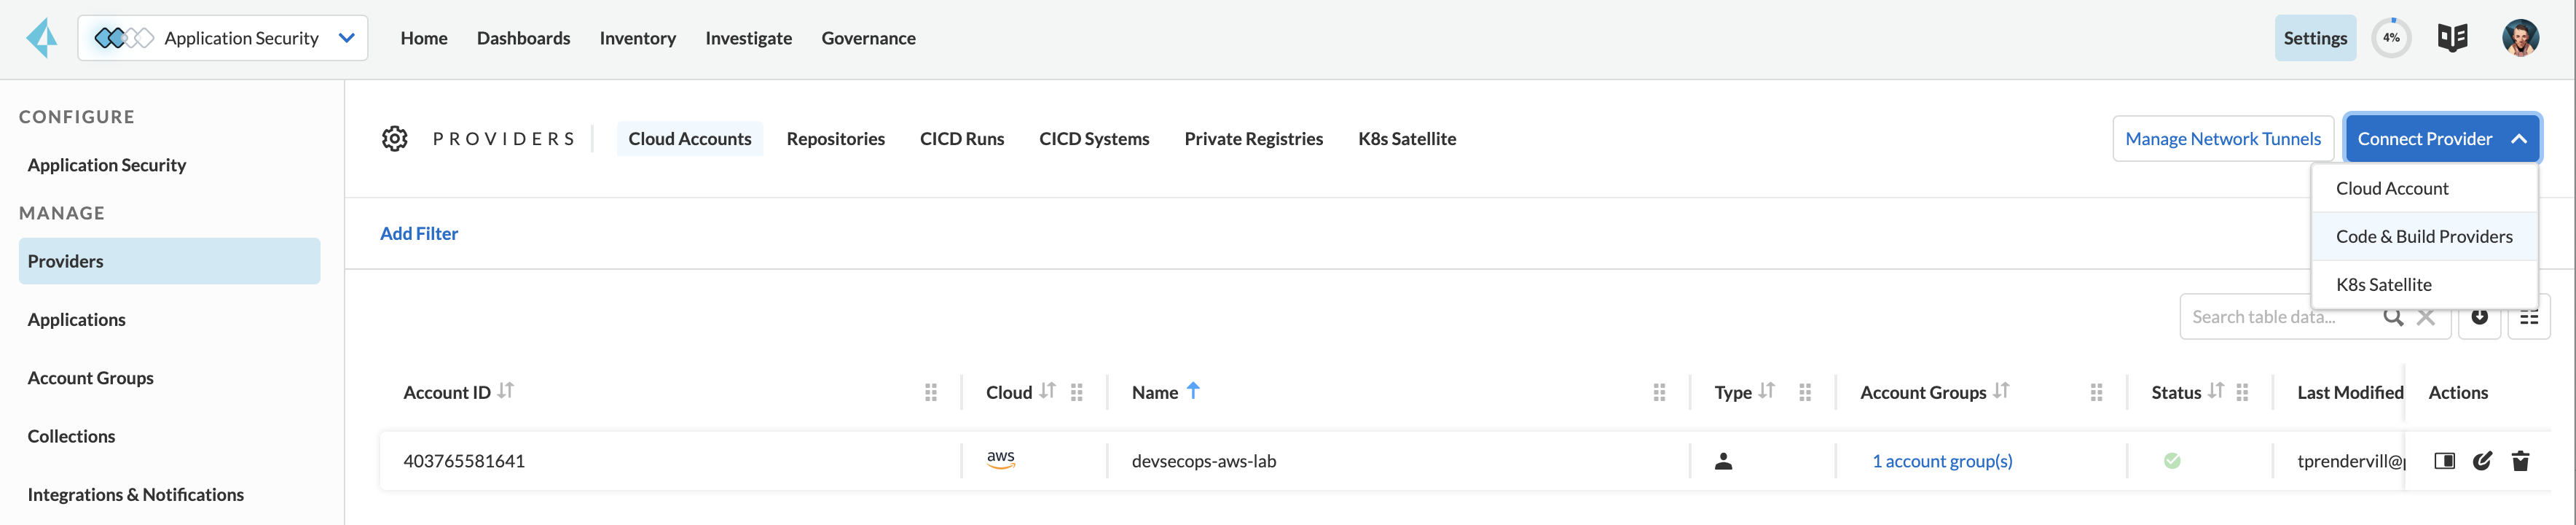 Application Security
Home
Dashboards
Inventory
Investigate
Governance
Settings
4%
CONFIGURE
Application Security
MANAGE
Providers
Applications
Account Groups
Collections
Integrations & Notifications
PROVIDERS
Cloud Accounts
Repositories
CICD Runs
CICD Systems
Private Registries
K8s Satellite
Manage Network Tunnels
Connect Provider
Cloud Account
Code & Build Providers
K8s Satellite
Add Filter
Search table data...
Account ID
Cloud
Name
Type
Account Groups
Status
Last Modified
Actions
403765581641
aws
devsecops-aws-lab
1 account group(s)
tprendervill@